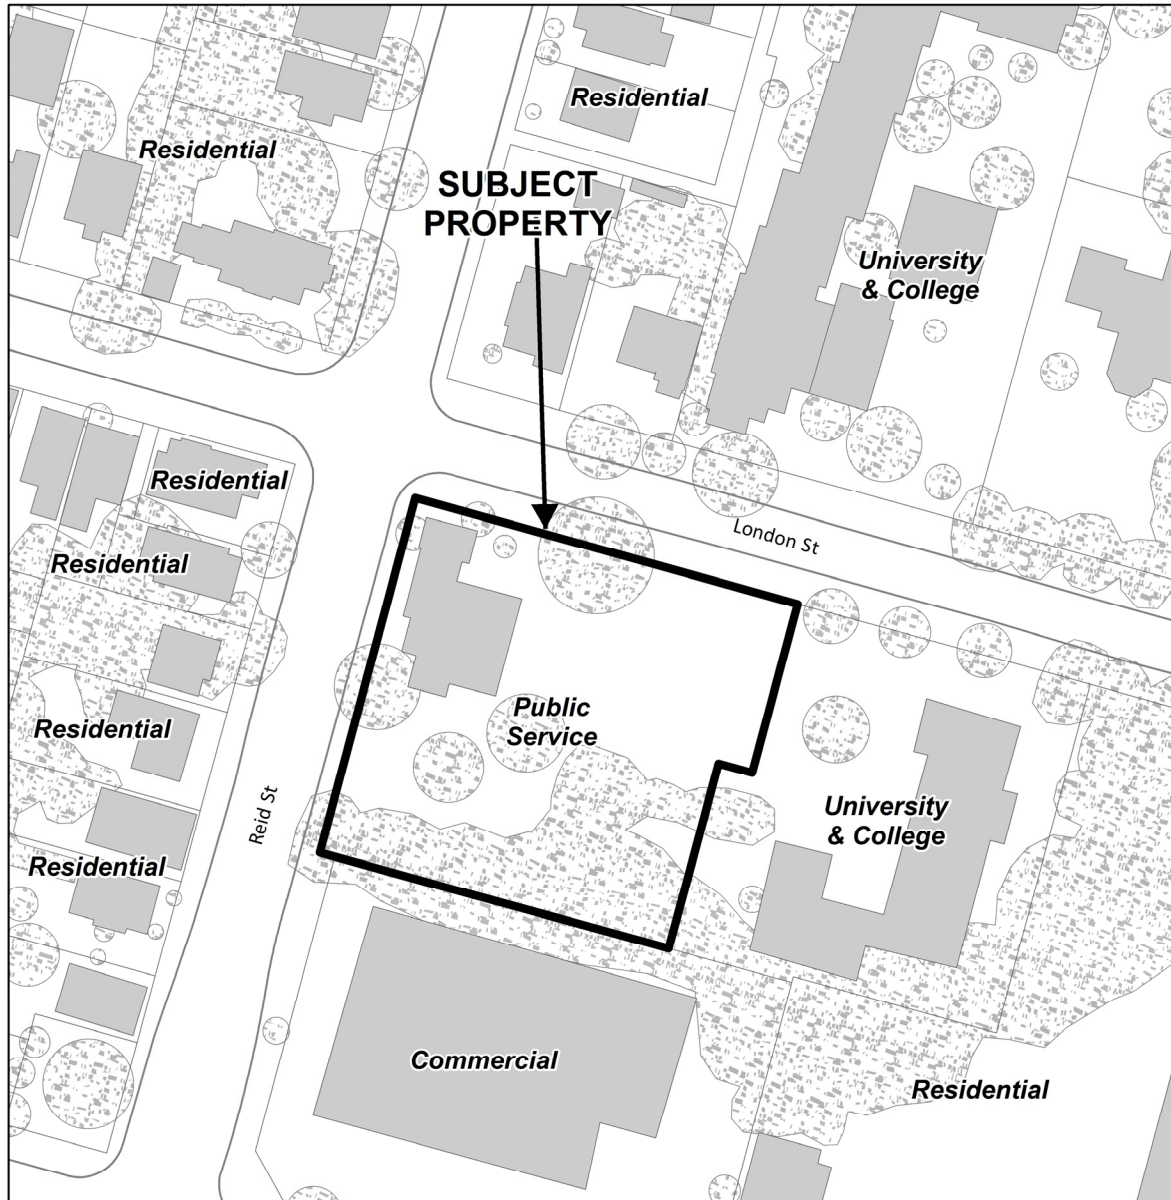 Residential
Residential
SUBJECT
PROPERTY
University
& College
Residential
London St
Residential
Public
Service
Residential
Reid St
University
& College
Residential
Commercial
Residential